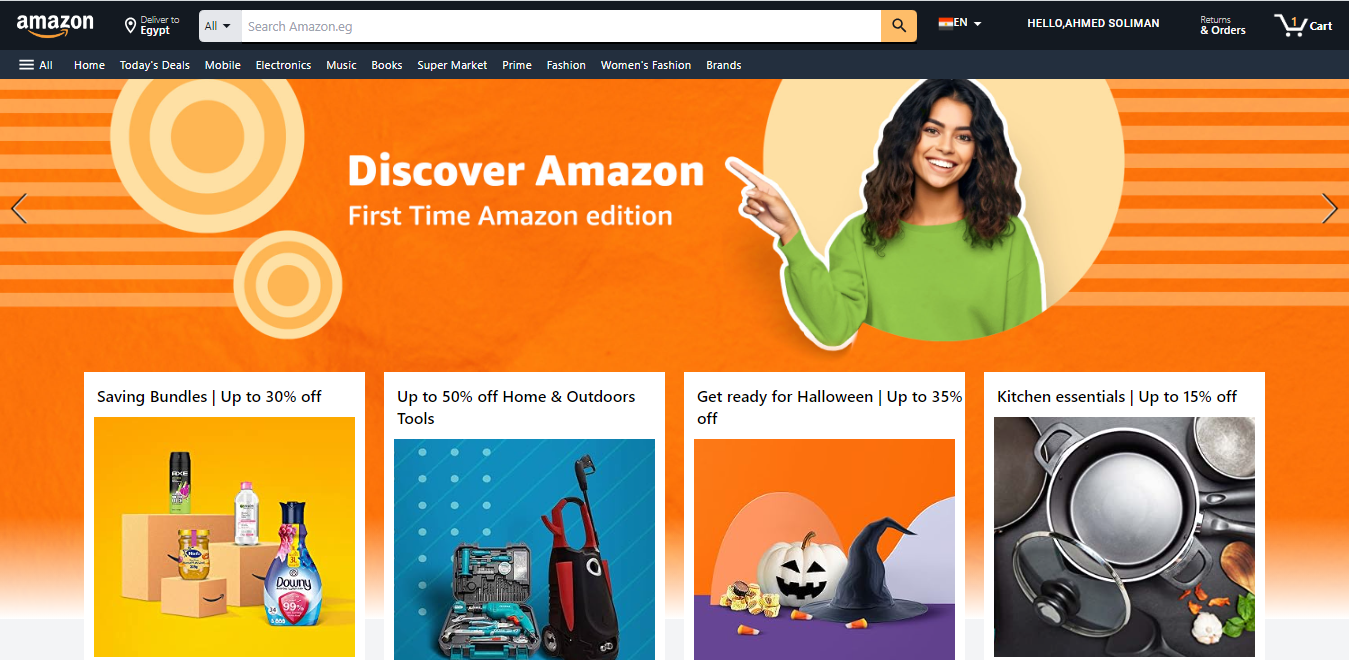 amazon
Deliver to
Egypt
All
Search Amazon.eg
EN
HELLO,AHMED SOLIMAN
Returns
& Orders
1
Cart
All
Home
Today's Deals
Mobile
Electronics
Music
Books
Super Market
Prime
Fashion
Women's Fashion
Brands
Discover Amazon
First Time Amazon edition
Saving Bundles | Up to 30% off
Up to 50% off Home & Outdoors
Tools
Get ready for Halloween | Up to 35%
off
Kitchen essentials | Up to 15% off
AXE
Downy
99%